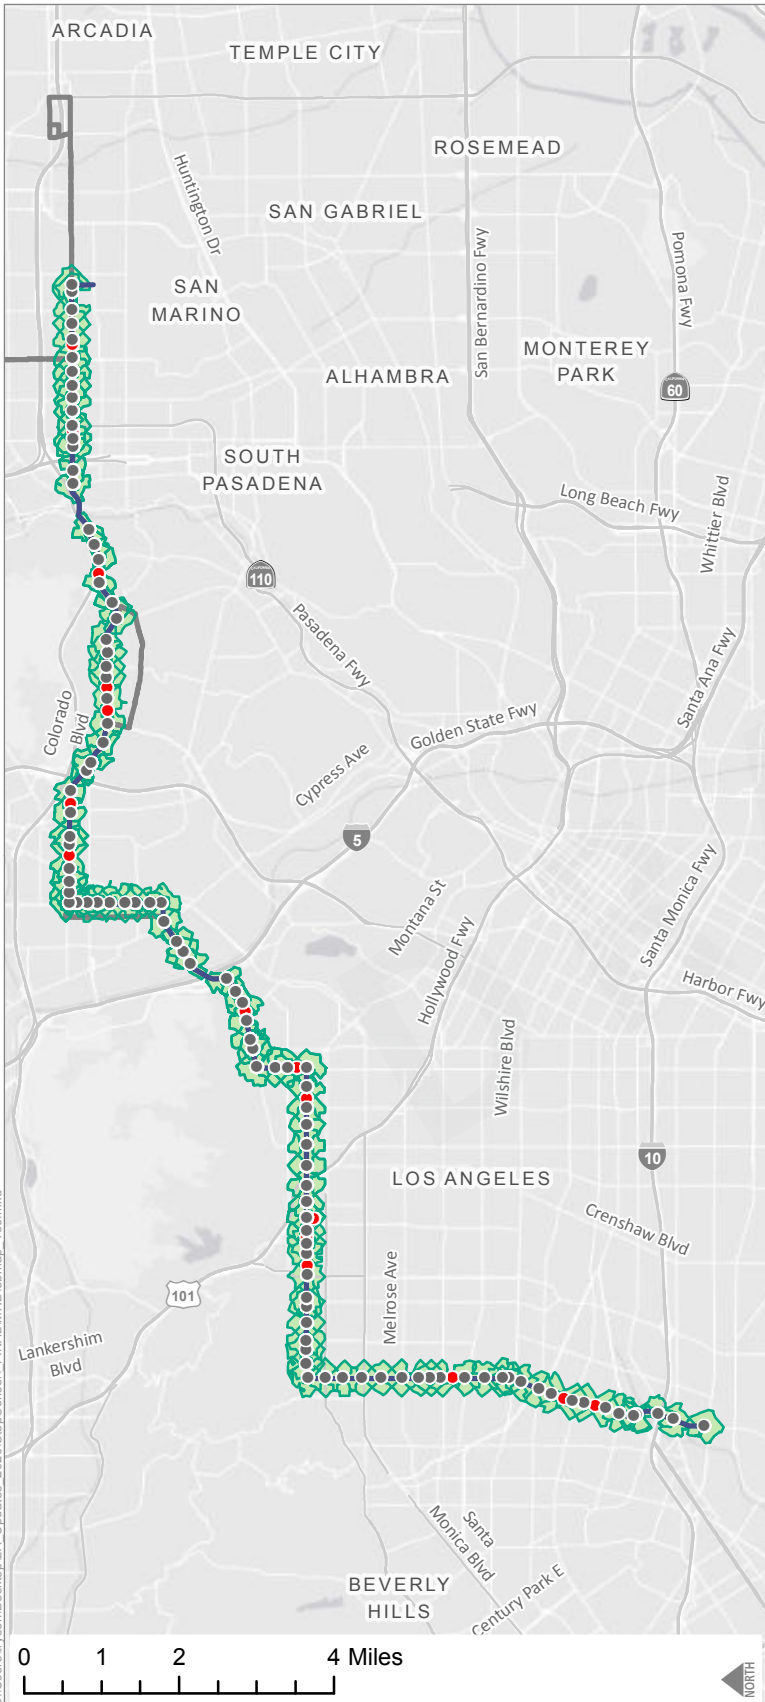 ARCADIA
TEMPLE CITY
ROSEMEAD
Huntington Dr
SAN GABRIEL
San Bernardino Fwy
Pomona Fwy
SAN
MARINO
MONTEREY
PARK
ALHAMBRA
CALIFORNIA
60
SOUTH
PASADENA
Long Beach Fwy
Whittier Blvd
CALIFORNIA
110
Pasadena Fwy
Santa Ana Fwy
Colorado
Blvd
Golden State Fwy
Cypress Ave
5
Montana St
Santa Monica Fwy
Hollywood Fwy
Harbor Fwy
Wilshire Blvd
10
LOS ANGELES
Crenshaw Blvd
Melrose Ave
101
Lankershim
Blvd
Santa
Monica Blvd
Century Park E
BEVERLY
HILLS
0 1 2 4 Miles
NORTH